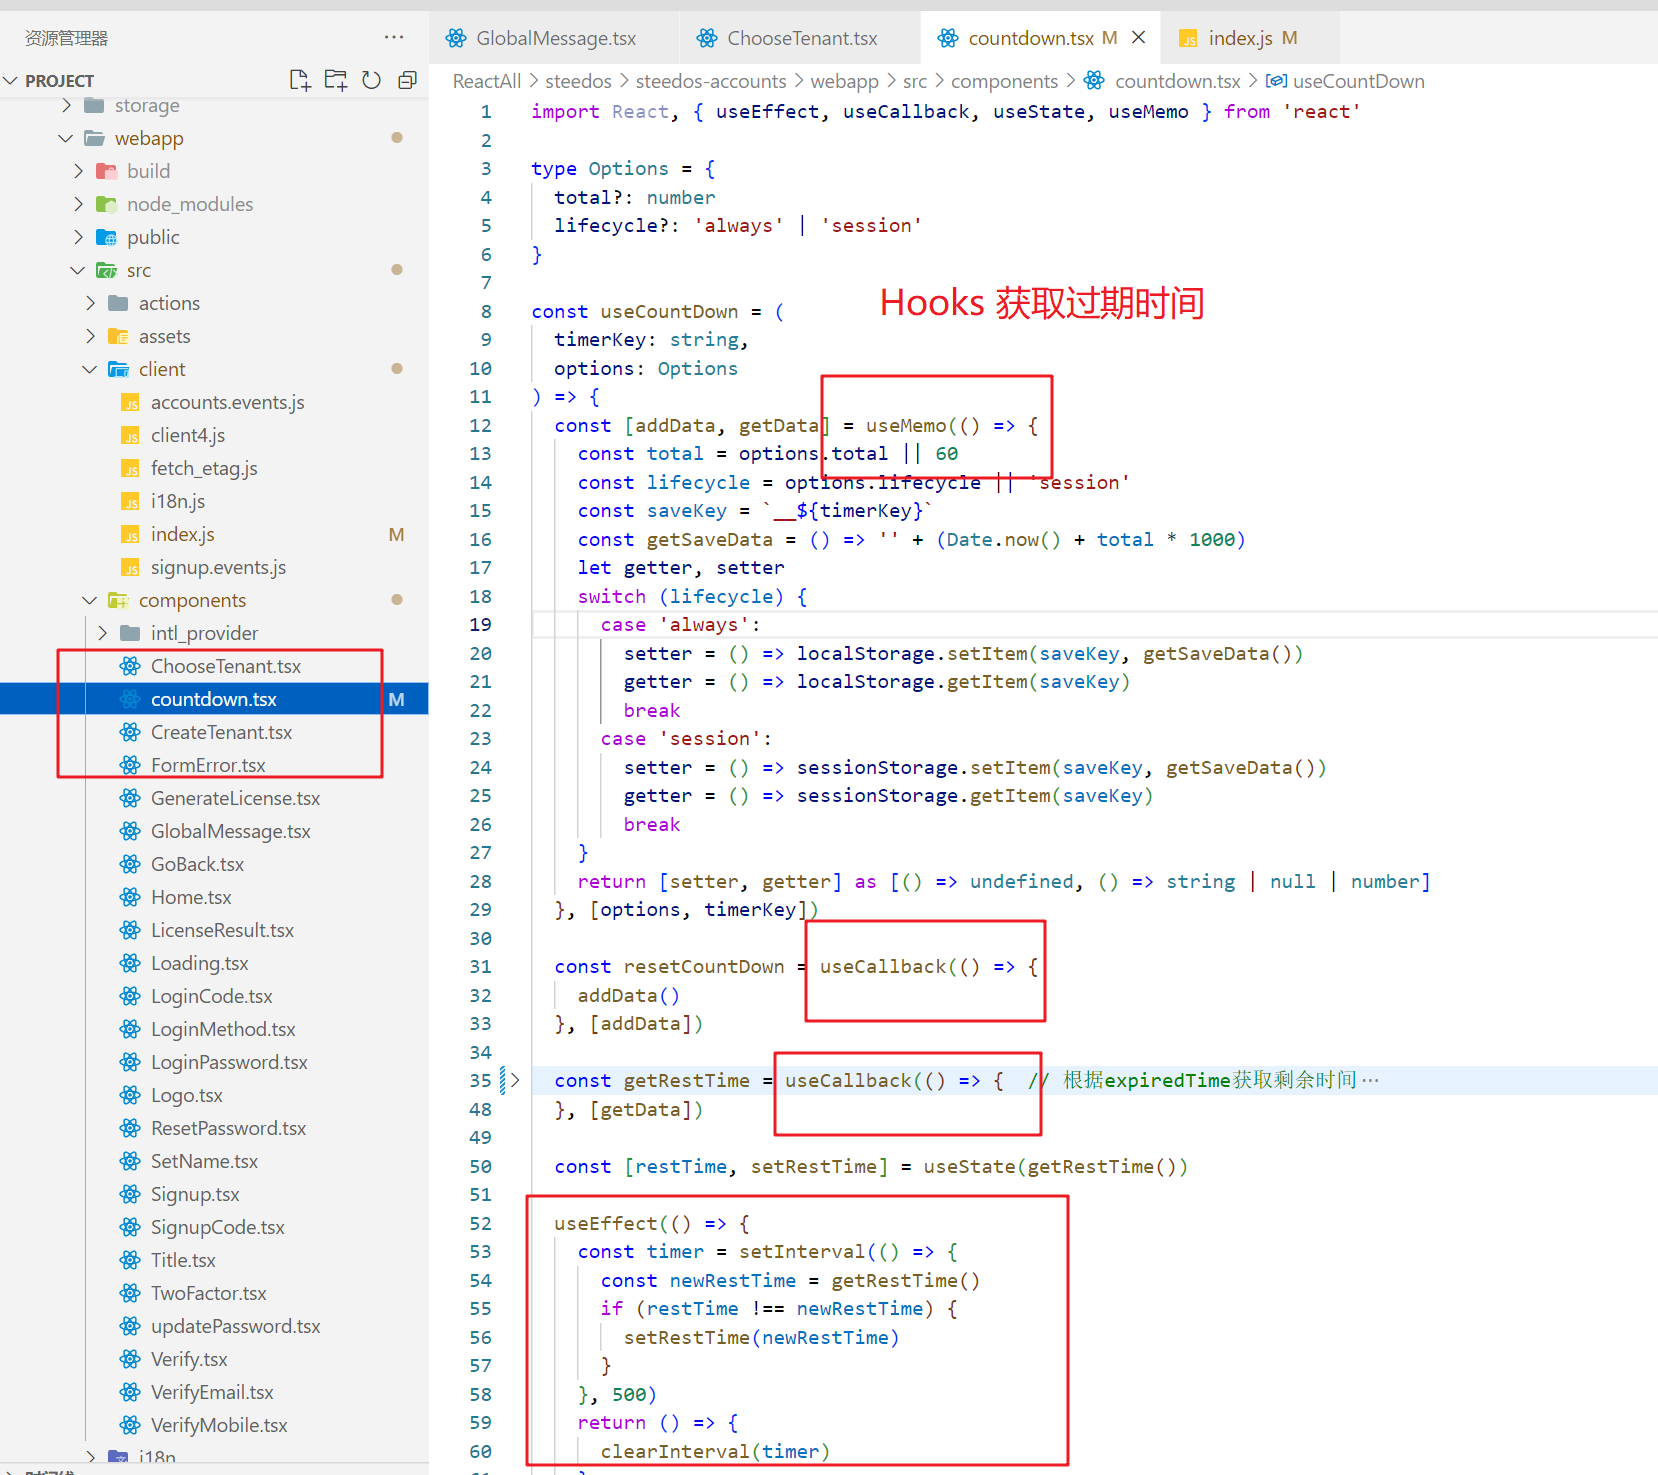 资源管理器
PROJECT
storage
webapp
build
node_modules
public
src
actions
assets
client
JS accounts.events.js
JS client4.js
JS fetch_etag.js
JS i18n.js
JS index.js M
JS signup.events.js
components
intl_provider
ChooseTenant.tsx
countdown.tsx M
CreateTenant.tsx
FormError.tsx
GenerateLicense.tsx
GlobalMessage.tsx
GoBack.tsx
Home.tsx
LicenseResult.tsx
Loading.tsx
LoginCode.tsx
LoginMethod.tsx
LoginPassword.tsx
Logo.tsx
ResetPassword.tsx
SetName.tsx
Signup.tsx
SignupCode.tsx
Title.tsx
TwoFactor.tsx
updatePassword.tsx
Verify.tsx
VerifyEmail.tsx
VerifyMobile.tsx
i18n
时间线
GlobalMessage.tsx ChooseTenant.tsx countdown.tsx M JS index.js M
ReactAll > steedos > steedos-accounts > webapp > src > components > countdown.tsx > useCountDown
1 import React, { useEffect, useCallback, useState, useMemo } from 'react'
2
3 type Options = {
4 total?: number
5 lifecycle?: 'always' | 'session'
6 }
7
Hooks 获取过期时间
8 const useCountDown = (
9 timerKey: string,
10 options: Options
11 ) => {
12 const [addData, getData] = useMemo(() => {
13 const total = options.total || 60
14 const lifecycle = options.lifecycle || 'session'
15 const saveKey = `__${timerKey}`
16 const getSaveData = () => '' + (Date.now() + total * 1000)
17 let getter, setter
18 switch (lifecycle) {
19 case 'always':
20 setter = () => localStorage.setItem(saveKey, getSaveData())
21 getter = () => localStorage.getItem(saveKey)
22 break
23 case 'session':
24 setter = () => sessionStorage.setItem(saveKey, getSaveData())
25 getter = () => sessionStorage.getItem(saveKey)
26 break
27 }
28 return [setter, getter] as [() => undefined, () => string | null | number]
29 }, [options, timerKey])
30
31 const resetCountDown = useCallback(() => {
32 addData()
33 }, [addData])
34
35 const getRestTime = useCallback(() => { // 根据expiredTime获取剩余时间 ···
48 }, [getData])
49
50 const [restTime, setRestTime] = useState(getRestTime())
51
52 useEffect(() => {
53 const timer = setInterval(() => {
54 const newRestTime = getRestTime()
55 if (restTime !== newRestTime) {
56 setRestTime(newRestTime)
57 }
58 }, 500)
59 return () => {
60 clearInterval(timer)